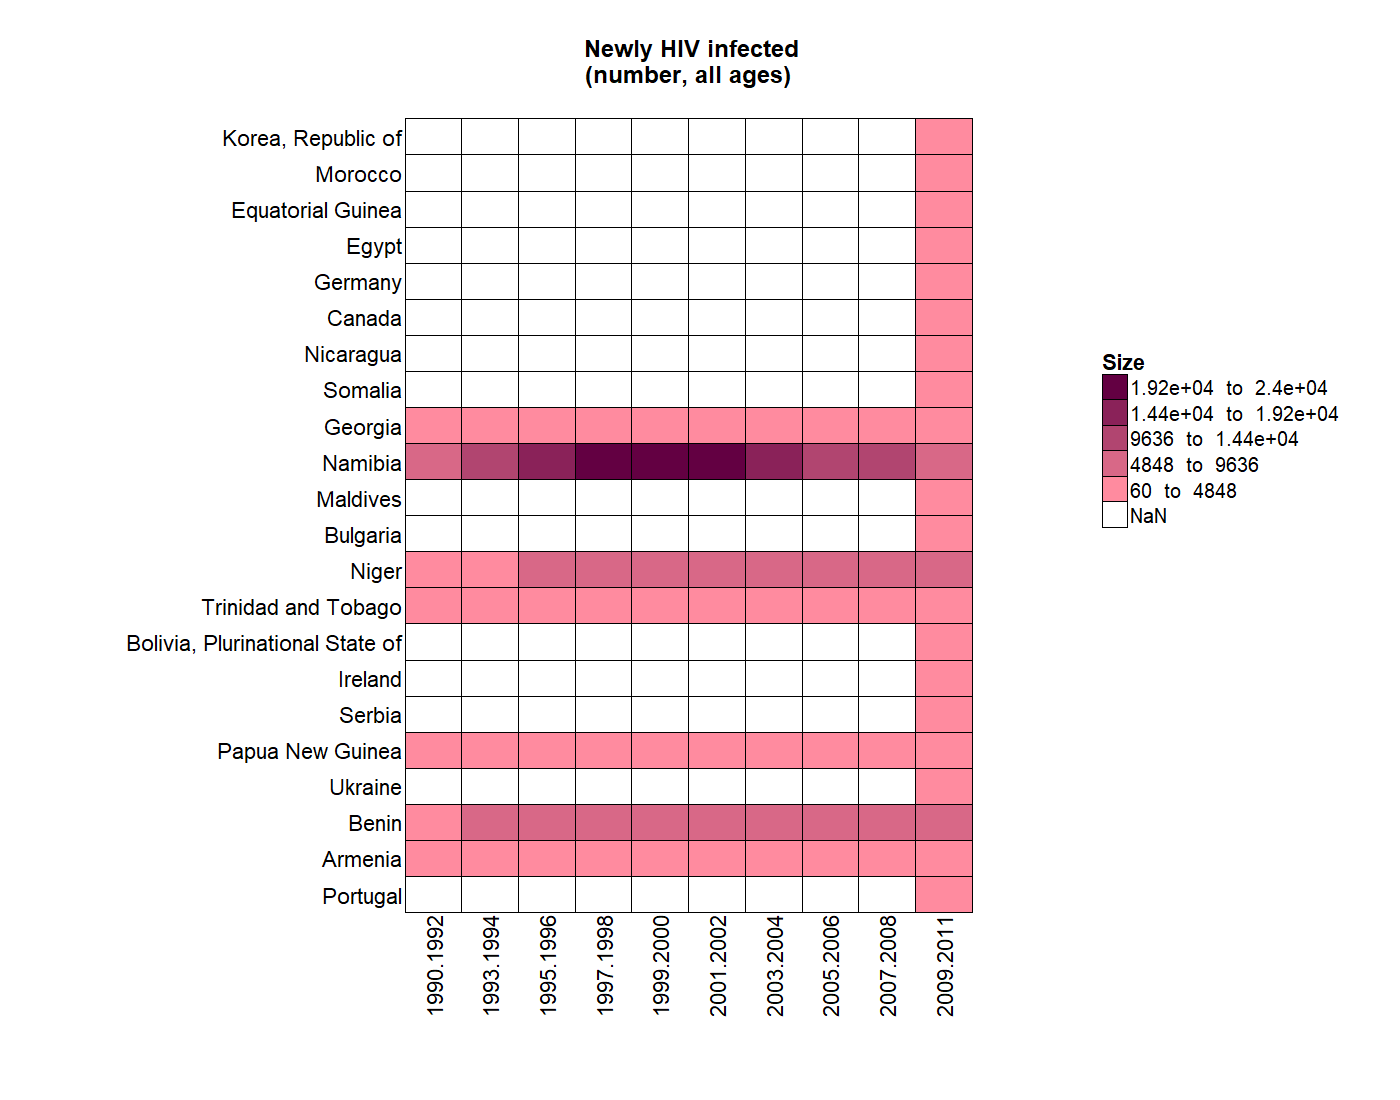 Newly HIV infected
(number, all ages)
Korea, Republic of
Morocco
Equatorial Guinea
Egypt
Germany
Canada
Nicaragua
Somalia
Georgia
Namibia
Maldives
Bulgaria
Niger
Trinidad and Tobago
Bolivia, Plurinational State of
Ireland
Serbia
Papua New Guinea
Ukraine
Benin
Armenia
Portugal
1990.1992
1993.1994
1995.1996
1997.1998
1999.2000
2001.2002
2003.2004
2005.2006
2007.2008
2009.2011
Size
1.92e+04 to 2.4e+04
1.44e+04 to 1.92e+04
9636 to 1.44e+04
4848 to 9636
60 to 4848
NaN